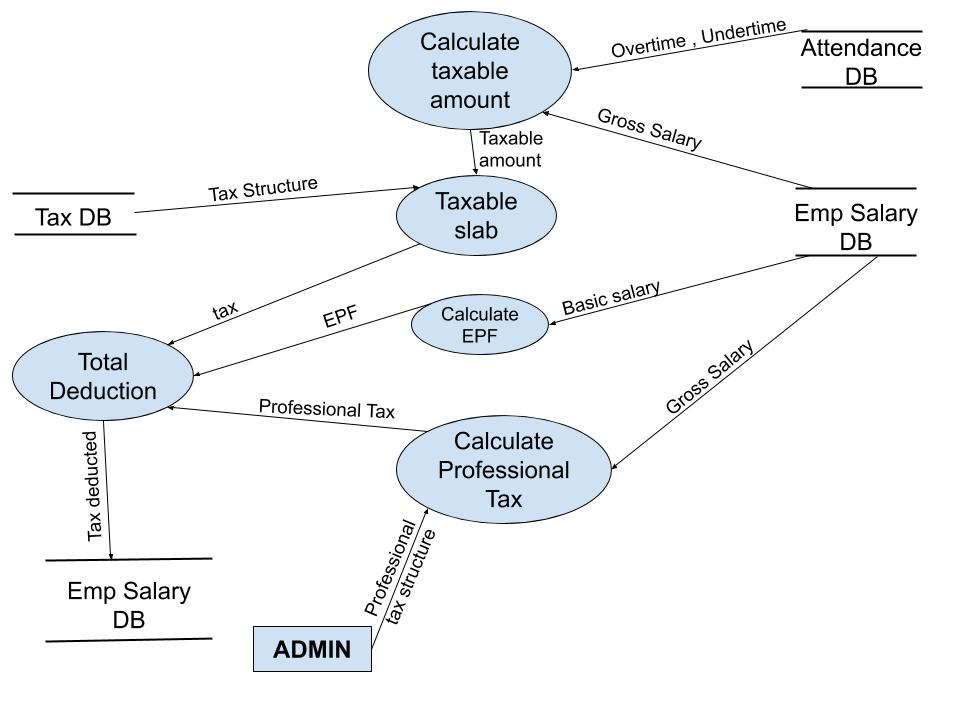 Calculate
taxable
amount
Overtime , Undertime
Attendance
DB
Gross Salary
Taxable
amount
Tax Structure
Tax DB
Taxable
slab
Emp Salary
DB
tax
EPF
Calculate
EPF
Basic salary
Total
Deduction
Gross Salary
Professional Tax
Calculate
Professional
Tax
Tax deducted
Professional
tax structure
Emp Salary
DB
ADMIN